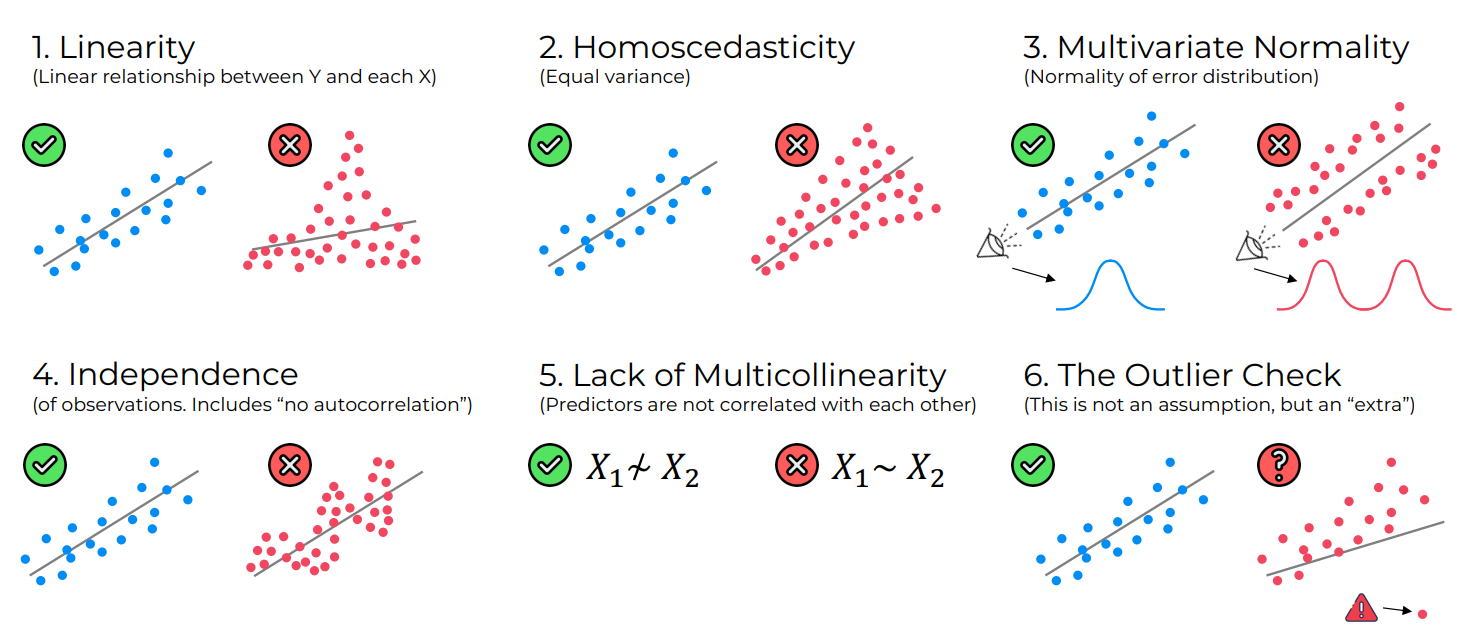 1. Linearity
(Linear relationship between Y and each X)
2. Homoscedasticity
(Equal variance)
3. Multivariate Normality
(Normality of error distribution)
4. Independence
(of observations. Includes “no autocorrelation”)
5. Lack of Multicollinearity
(Predictors are not correlated with each other)
X₁ ≁ X₂
X₁ ~ X₂
6. The Outlier Check
(This is not an assumption, but an “extra”)
?
!